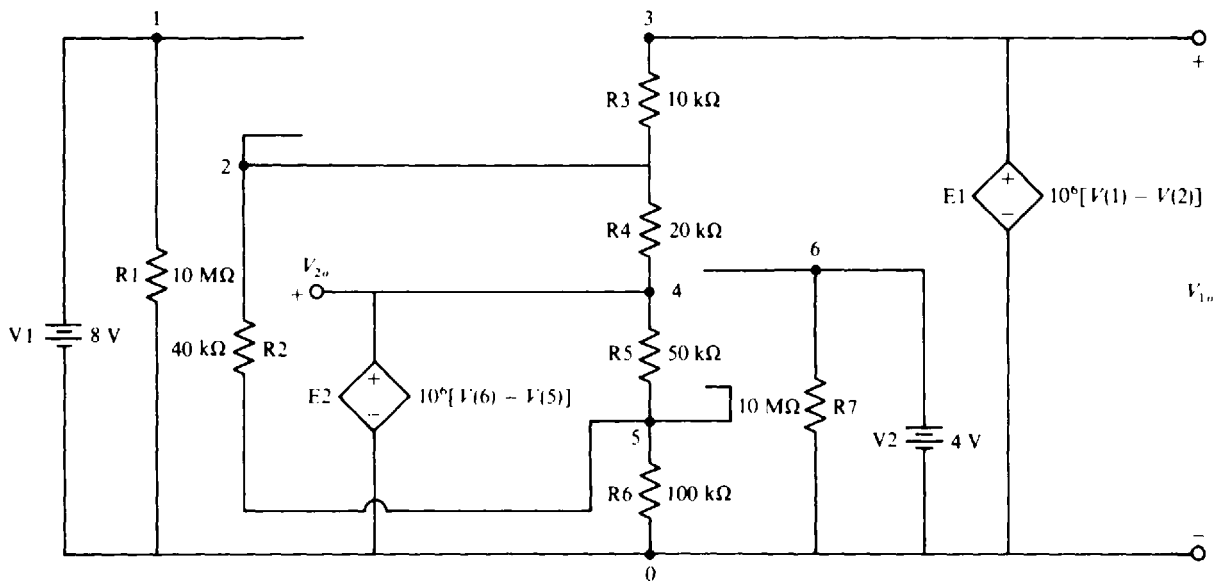 1
3
+
R3 10 kΩ
2
E1 + − 10⁶[V(1) − V(2)]
R4 20 kΩ
R1 10 MΩ
V₂ₒ
+
4
6
V₁ₒ
V1 8 V
40 kΩ R2
R5 50 kΩ
E2 + − 10⁶[V(6) − V(5)]
10 MΩ R7
5
V2 4 V
R6 100 kΩ
−
0